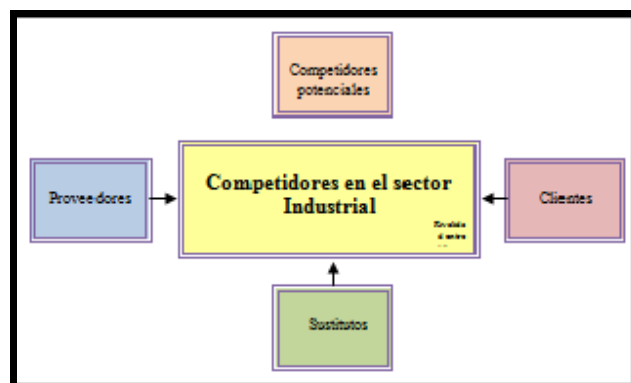 Competidores
potenciales
Proveedores
Competidores en el sector
Industrial
Clientes
Sustitutos